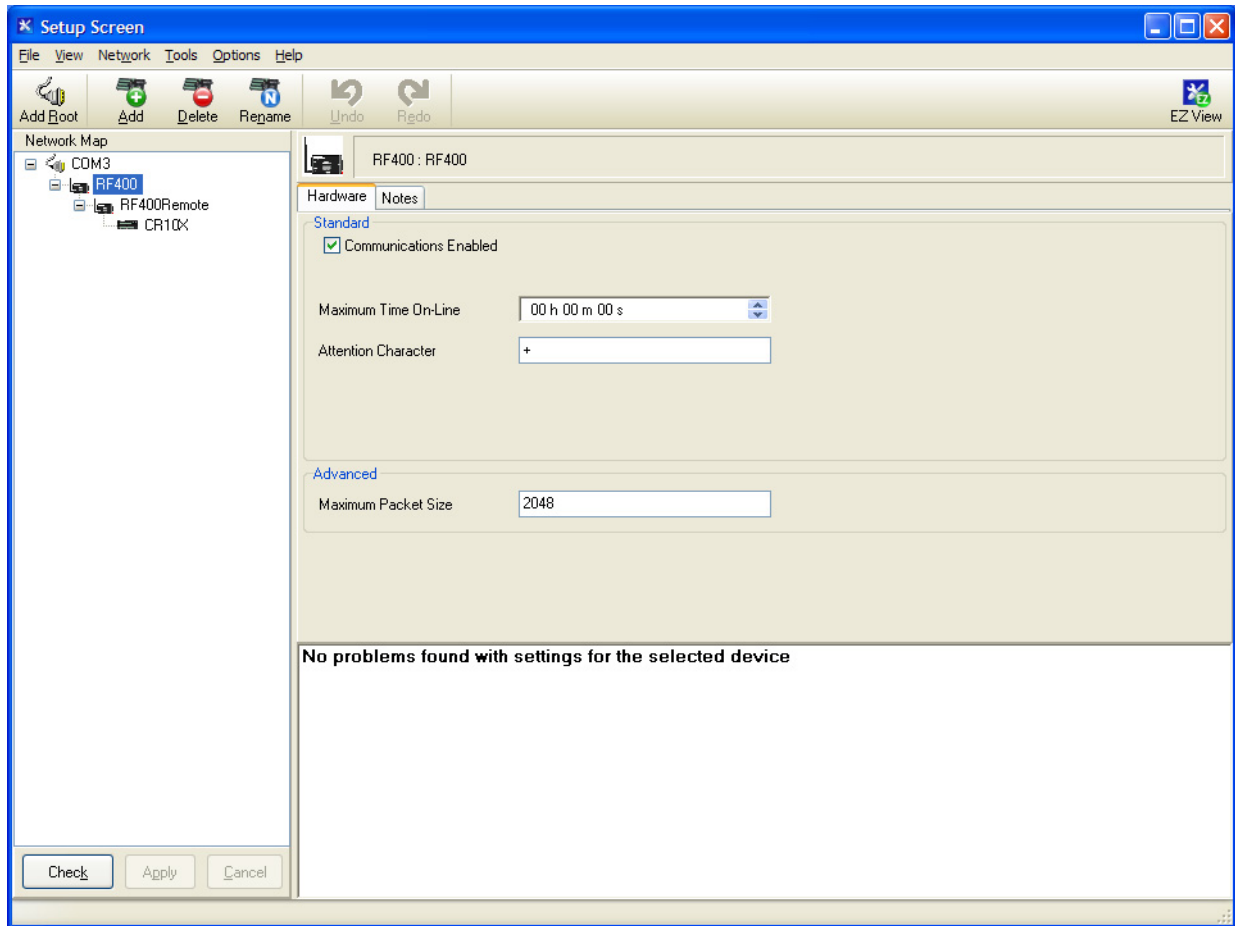 Setup Screen
File View Network Tools Options Help
Add Root Add Delete Rename Undo Redo EZ View
Network Map
COM3
RF400
RF400Remote
CR10X
RF400 : RF400
Hardware Notes
Standard
Communications Enabled
Maximum Time On-Line 00 h 00 m 00 s
Attention Character +
Advanced
Maximum Packet Size 2048
No problems found with settings for the selected device
Check Apply Cancel